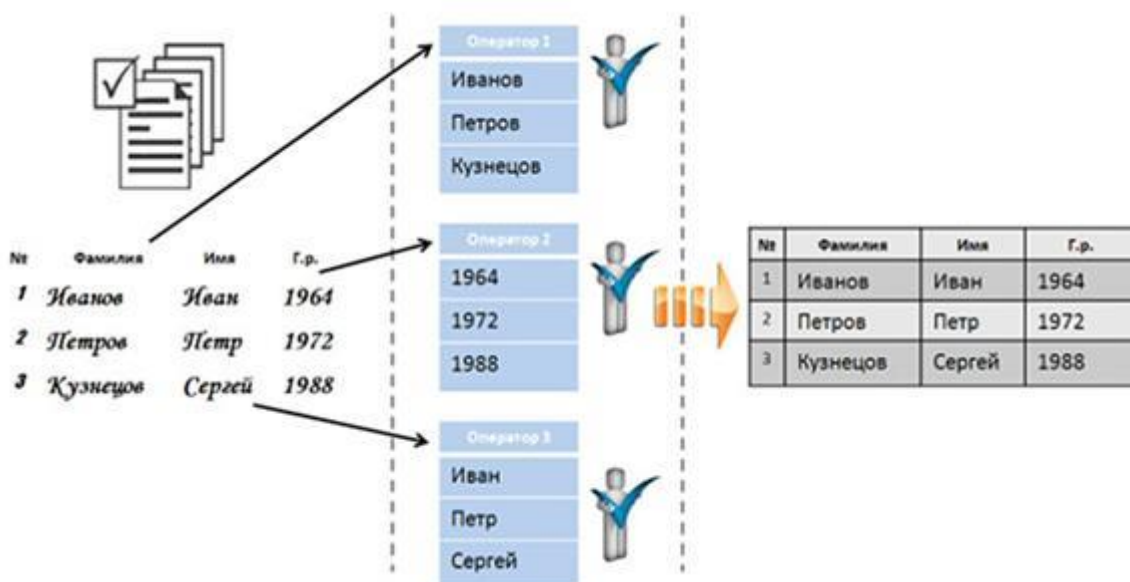 № Фамилия Имя Г.р.
1 Иванов Иван 1964
2 Петров Петр 1972
3 Кузнецов Сергей 1988
Оператор 1
Иванов
Петров
Кузнецов
Оператор 2
1964
1972
1988
Оператор 3
Иван
Петр
Сергей
№ Фамилия Имя Г.р.
1 Иванов Иван 1964
2 Петров Петр 1972
3 Кузнецов Сергей 1988